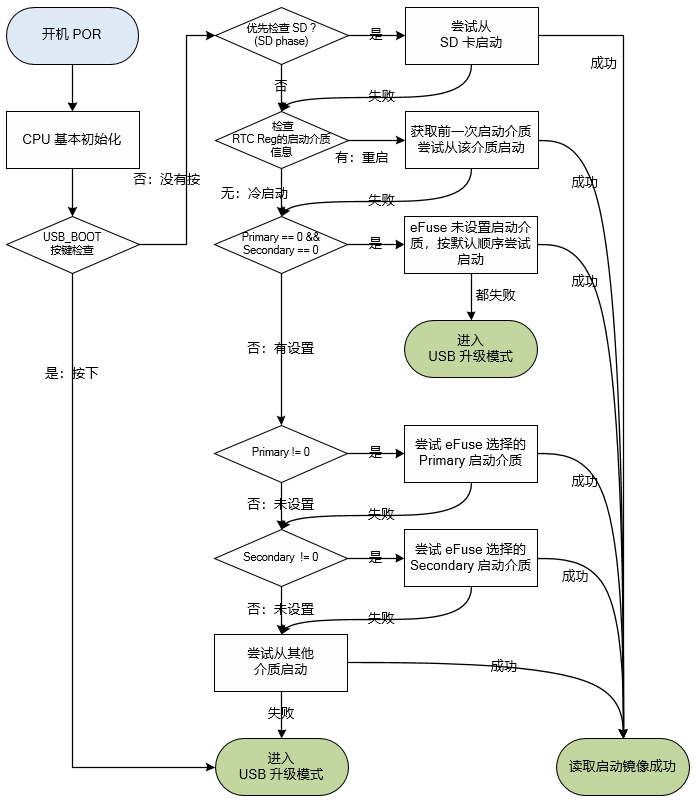 开机 POR
CPU 基本初始化
USB_BOOT
按键检查
否：没有按
是：按下
优先检查 SD？
(SD phase)
是
尝试从
SD 卡启动
成功
否
失败
检查
RTC Reg的启动介质
信息
有：重启
获取前一次启动介质
尝试从该介质启动
成功
无：冷启动
失败
Primary == 0 &&
Secondary == 0
是
eFuse 未设置启动介
质，按默认顺序尝试
启动
成功
都失败
进入
USB 升级模式
否：有设置
Primary != 0
是
尝试 eFuse 选择的
Primary 启动介质
成功
否：未设置
失败
Secondary != 0
是
尝试 eFuse 选择的
Secondary 启动介质
成功
否：未设置
失败
尝试从其他
介质启动
成功
失败
进入
USB 升级模式
读取启动镜像成功